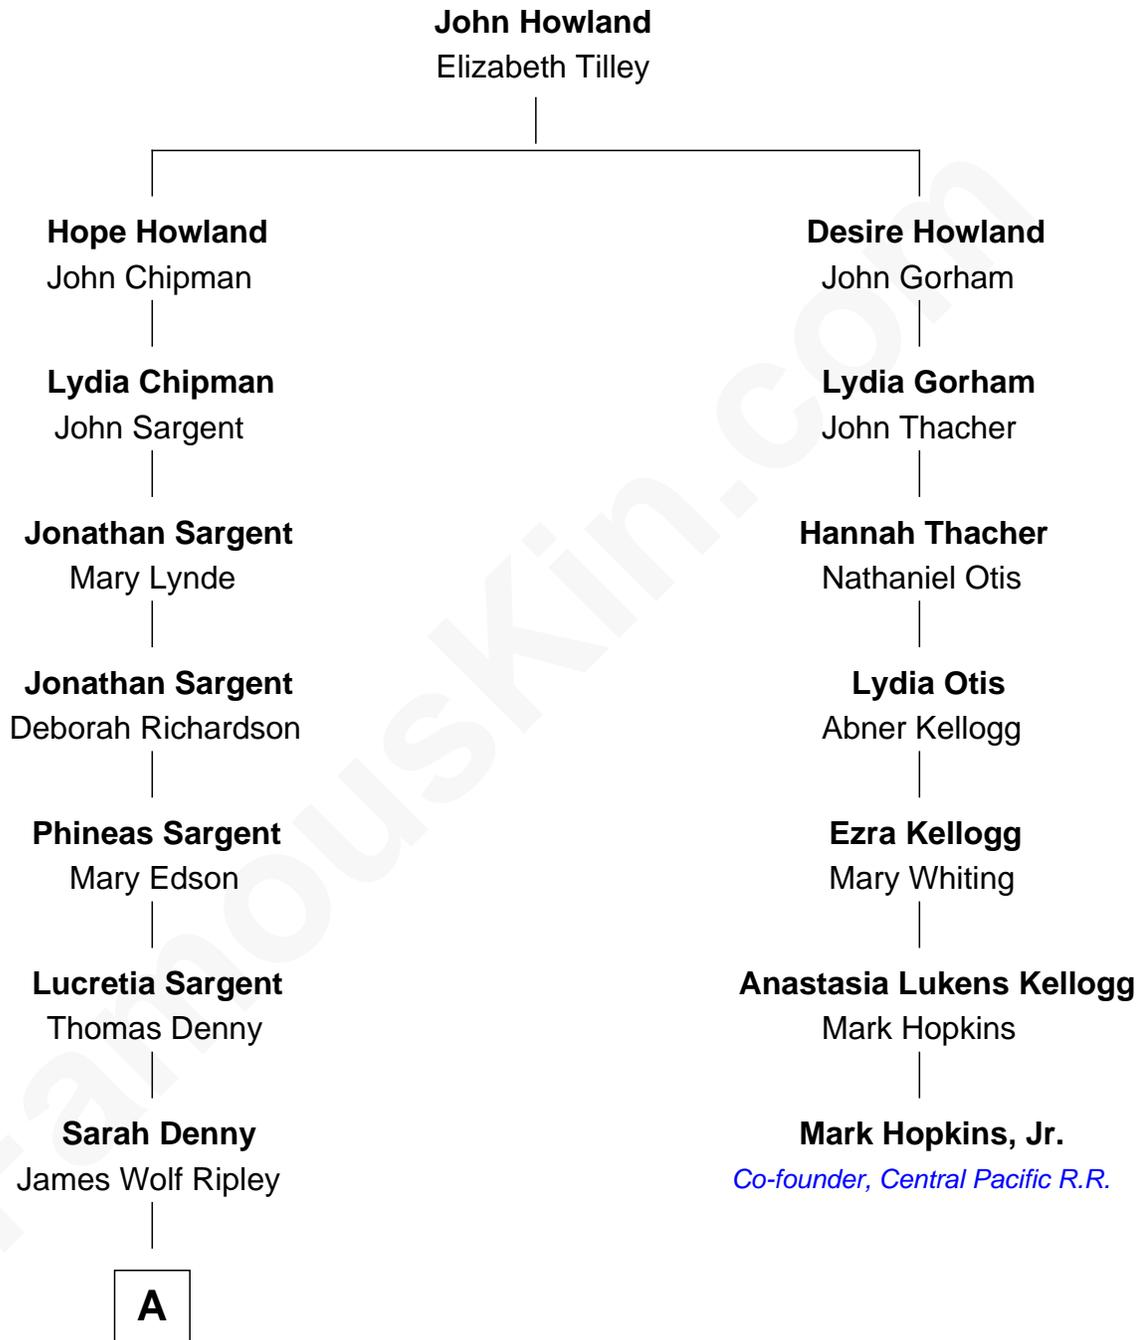 John Howland
Elizabeth Tilley
Hope Howland
John Chipman
Desire Howland
John Gorham
Lydia Chipman
John Sargent
Lydia Gorham
John Thacher
Jonathan Sargent
Mary Lynde
Hannah Thacher
Nathaniel Otis
Jonathan Sargent
Deborah Richardson
Lydia Otis
Abner Kellogg
Phineas Sargent
Mary Edson
Ezra Kellogg
Mary Whiting
Lucretia Sargent
Thomas Denny
Anastasia Lukens Kellogg
Mark Hopkins
Sarah Denny
James Wolf Ripley
Mark Hopkins, Jr.
Co-founder, Central Pacific R.R.
A
FamousKin.com